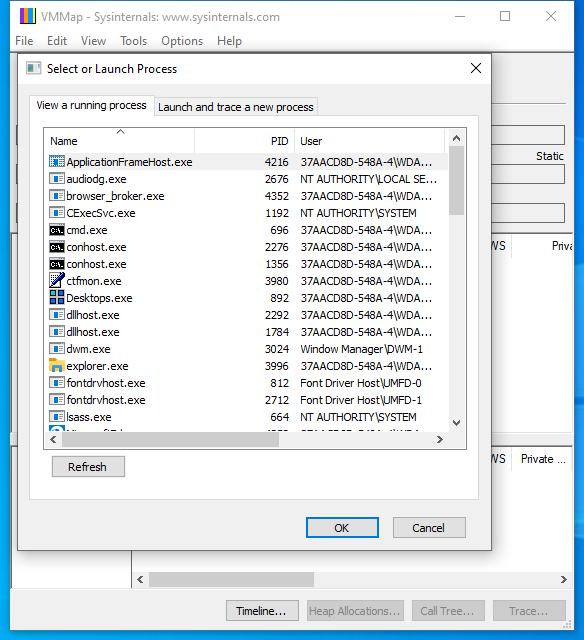 VMMap - Sysinternals: www.sysinternals.com
File Edit View Tools Options Help
Select or Launch Process
View a running process Launch and trace a new process
Name PID User
Static
ApplicationFrameHost.exe 4216 37AACD8D-548A-4\WDA...
audiodg.exe 2676 NT AUTHORITY\LOCAL SE...
browser_broker.exe 4352 37AACD8D-548A-4\WDA...
CExecSvc.exe 1192 NT AUTHORITY\SYSTEM
cmd.exe 696 37AACD8D-548A-4\WDA...
conhost.exe 2276 37AACD8D-548A-4\WDA... WS Priva
conhost.exe 1356 37AACD8D-548A-4\WDA...
ctfmon.exe 3980 37AACD8D-548A-4\WDA...
Desktops.exe 892 37AACD8D-548A-4\WDA...
dllhost.exe 2292 37AACD8D-548A-4\WDA...
dllhost.exe 1784 37AACD8D-548A-4\WDA...
dwm.exe 3024 Window Manager\DWM-1
explorer.exe 3996 37AACD8D-548A-4\WDA...
fontdrvhost.exe 812 Font Driver Host\UMFD-0
fontdrvhost.exe 2712 Font Driver Host\UMFD-1
lsass.exe 664 NT AUTHORITY\SYSTEM
Refresh
WS Private ...
OK Cancel
Timeline... Heap Allocations... Call Tree... Trace...